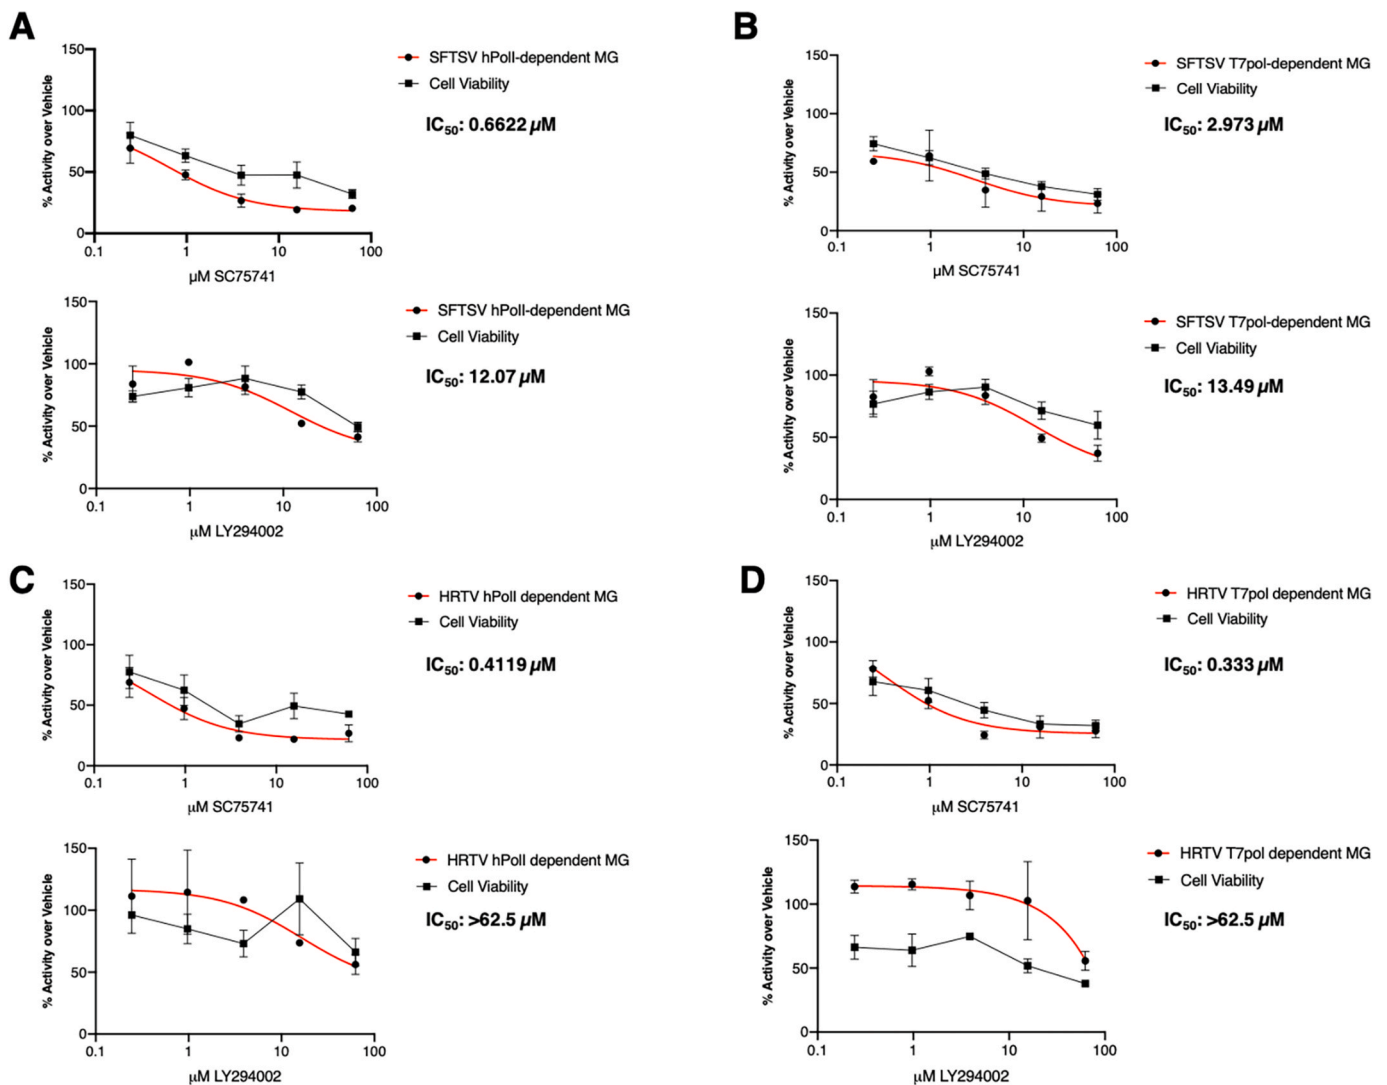 A
% Activity over Vehicle
150
100
50
0
0.1 1 10 100
µM SC75741
SFTSV hPolI-dependent MG
Cell Viability
IC50: 0.6622 µM
% Activity over Vehicle
150
100
50
0
0.1 1 10 100
µM LY294002
SFTSV hPolI-dependent MG
Cell Viability
IC50: 12.07 µM
B
% Activity over Vehicle
150
100
50
0
0.1 1 10 100
µM SC75741
SFTSV T7pol-dependent MG
Cell Viability
IC50: 2.973 µM
% Activity over Vehicle
150
100
50
0
0.1 1 10 100
µM LY294002
SFTSV T7pol-dependent MG
Cell Viability
IC50: 13.49 µM
C
% Activity over Vehicle
150
100
50
0
0.1 1 10 100
µM SC75741
HRTV hPolI dependent MG
Cell Viability
IC50: 0.4119 µM
% Activity over Vehicle
150
100
50
0
0.1 1 10 100
µM LY294002
HRTV hPolI dependent MG
Cell Viability
IC50: >62.5 µM
D
% Activity over Vehicle
150
100
50
0
0.1 1 10 100
µM SC75741
HRTV T7pol dependent MG
Cell Viability
IC50: 0.333 µM
% Activity over Vehicle
150
100
50
0
0.1 1 10 100
µM LY294002
HRTV T7pol dependent MG
Cell Viability
IC50: >62.5 µM